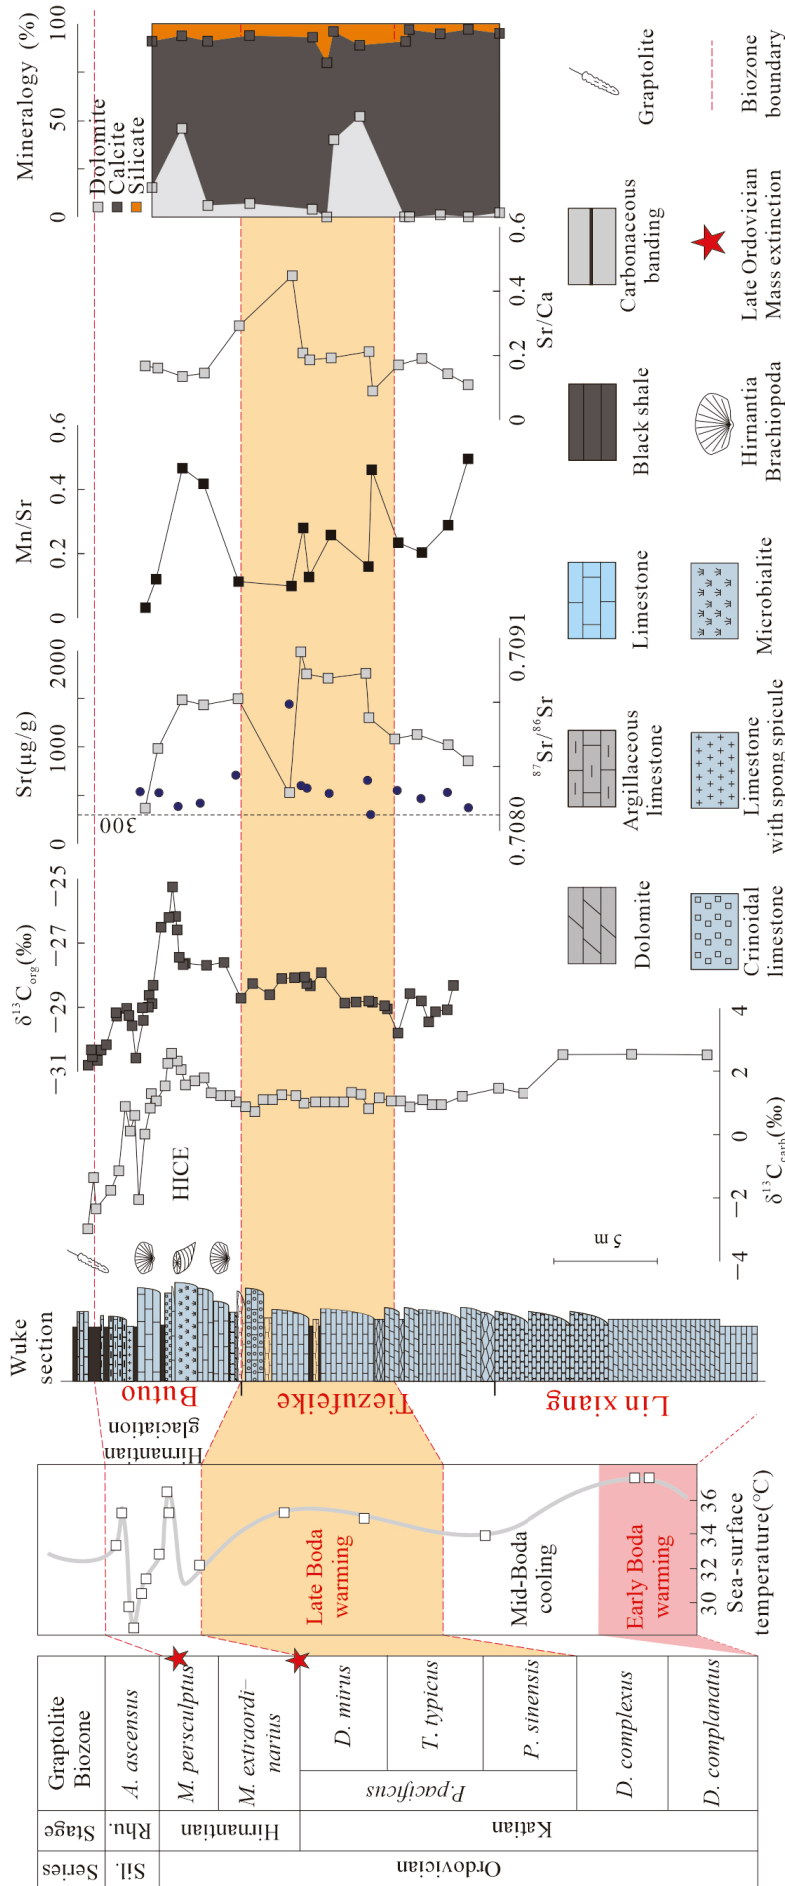 Series
Stage
Graptolite
Biozone
Sil.
Rhu.
A. ascensus
Ordovician
Hirnantian
M. persculptus
M. extraordi–
narius
Katian
P.pacificus
D. mirus
T. typicus
P. sinensis
D. complexus
D. complanatus
Late Boda
warming
Mid-Boda
cooling
Early Boda
warming
30 32 34 36
Sea-surface
temperature(°C)
Hirnantian
glaciation
Wuke
section
Butuo
Tiezufeike
Lin xiang
5 m
HICE
−4 −2 0 2 4
δ¹³Ccarb(‰)
δ¹³Corg(‰)
−31 −29 −27 −25
Sr(μg/g)
0 1000 2000
300
0.7080 0.7091
⁸⁷Sr/⁸⁶Sr
Mn/Sr
0 0.2 0.4 0.6
0 0.2 0.4 0.6
Sr/Ca
Mineralogy (%)
0 50 100
Dolomite
Calcite
Silicate
Dolomite
Argillaceous
limestone
Limestone
Black shale
Carbonaceous
banding
Graptolite
Crinoidal
limestone
Limestone
with spong spicule
Microbialite
Hirnantia
Brachiopoda
Late Ordovician
Mass extinction
Biozone
boundary